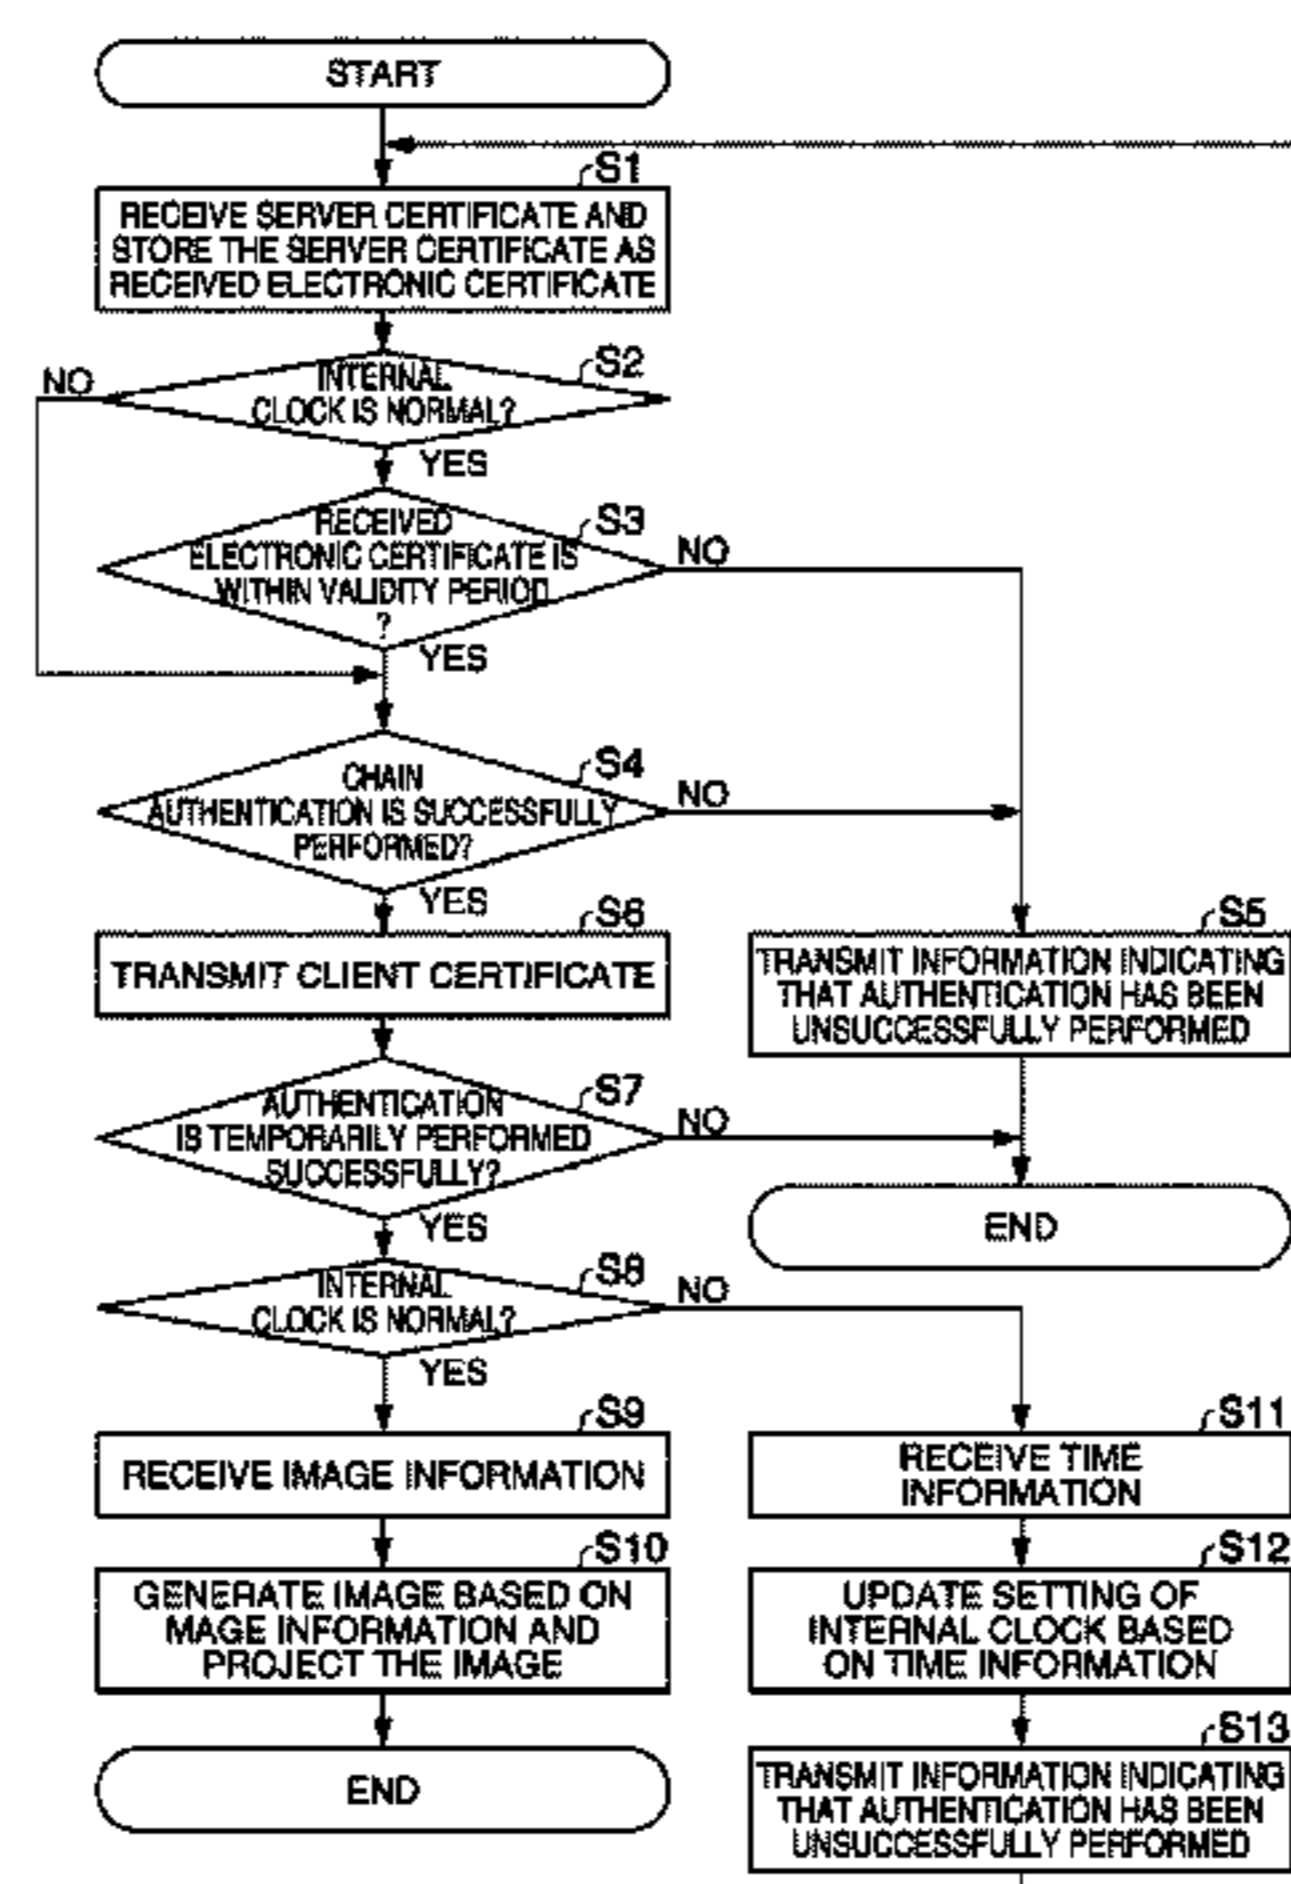 START
S1
RECEIVE SERVER CERTIFICATE AND
STORE THE SERVER CERTIFICATE AS
RECEIVED ELECTRONIC CERTIFICATE
S2
NO
INTERNAL
CLOCK IS NORMAL?
YES
S3
RECEIVED
ELECTRONIC CERTIFICATE IS
WITHIN VALIDITY PERIOD
?
NO
YES
S4
CHAIN
AUTHENTICATION IS SUCCESSFULLY
PERFORMED?
NO
YES
S6
TRANSMIT CLIENT CERTIFICATE
S5
TRANSMIT INFORMATION INDICATING
THAT AUTHENTICATION HAS BEEN
UNSUCCESSFULLY PERFORMED
S7
AUTHENTICATION
IS TEMPORARILY PERFORMED
SUCCESSFULLY?
NO
YES
END
S8
INTERNAL
CLOCK IS NORMAL?
NO
YES
S9
RECEIVE IMAGE INFORMATION
S11
RECEIVE TIME
INFORMATION
S10
GENERATE IMAGE BASED ON
MAGE INFORMATION AND
PROJECT THE IMAGE
S12
UPDATE SETTING OF
INTERNAL CLOCK BASED
ON TIME INFORMATION
END
S13
TRANSMIT INFORMATION INDICATING
THAT AUTHENTICATION HAS BEEN
UNSUCCESSFULLY PERFORMED